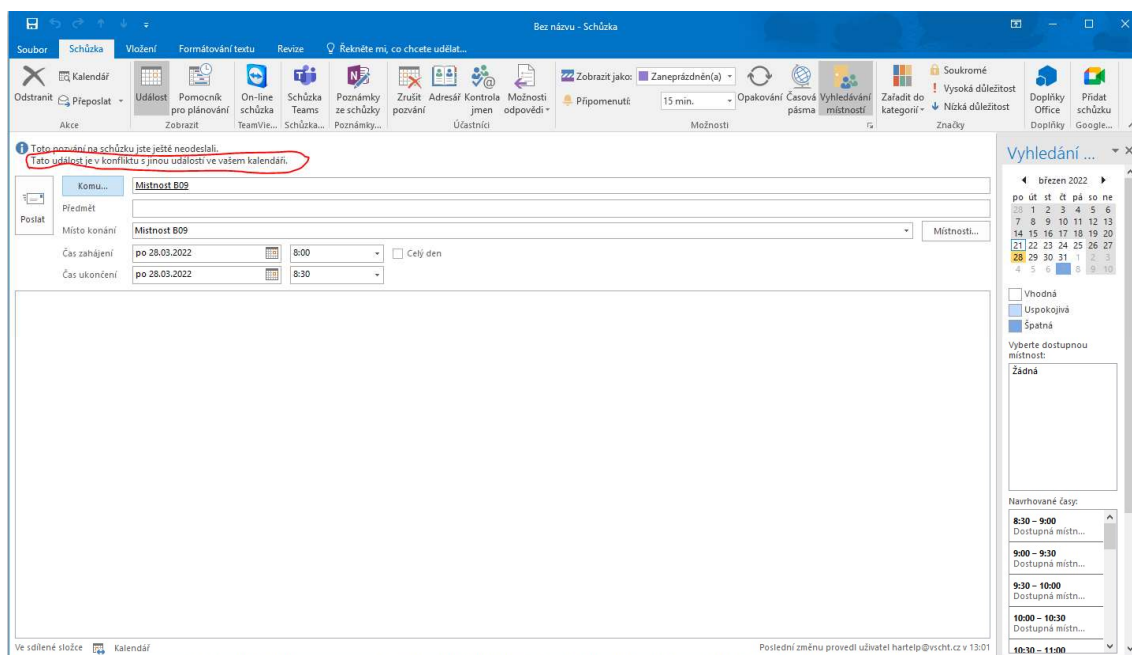 Bez názvu - Schůzka
Soubor Schůzka Vložení Formátování textu Revize Řekněte mi, co chcete udělat...
Odstranit
Kalendář
Přeposlat
Akce
Událost
Pomocník pro plánování
Zobrazit
On-line schůzka
TeamVie...
Schůzka Teams
Schůzka...
Poznámky ze schůzky
Poznámky...
Zrušit pozvání
Adresář
Kontrola jmen
Možnosti odpovědi
Účastníci
Zobrazit jako: Zaneprázdněn(a)
Připomenutí: 15 min.
Opakování
Časová pásma
Vyhledávání místností
Možnosti
Zařadit do kategorií
Soukromé
Vysoká důležitost
Nízká důležitost
Značky
Doplňky Office
Doplňky
Přidat schůzku
Google...
Toto pozvání na schůzku jste ještě neodeslali.
Tato událost je v konfliktu s jinou událostí ve vašem kalendáři.
Poslat
Komu... Mistnost B09
Předmět
Místo konání Mistnost B09 Místnosti...
Čas zahájení po 28.03.2022 8:00 Celý den
Čas ukončení po 28.03.2022 8:30
Vyhledání ...
březen 2022
po út st čt pá so ne
28 1 2 3 4 5 6
7 8 9 10 11 12 13
14 15 16 17 18 19 20
21 22 23 24 25 26 27
28 29 30 31 1 2 3
4 5 6 8 9 10
Vhodná
Uspokojivá
Špatná
Vyberte dostupnou
místnost:
Žádná
Navrhované časy:
8:30 – 9:00
Dostupná místn...
9:00 – 9:30
Dostupná místn...
9:30 – 10:00
Dostupná místn...
10:00 – 10:30
Dostupná místn...
10:30 – 11:00
Ve sdílené složce Kalendář
Poslední změnu provedl uživatel hartelp@vscht.cz v 13:01